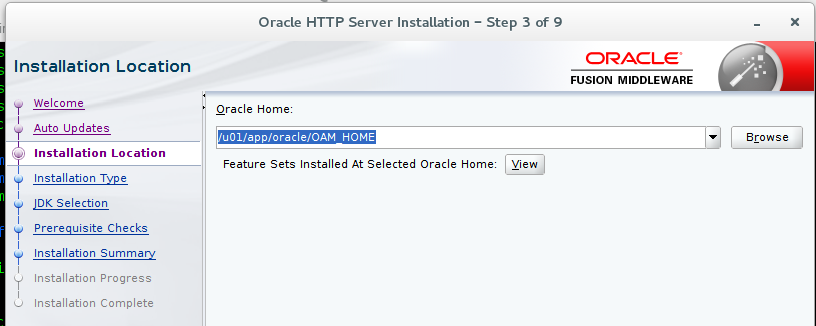 Oracle HTTP Server Installation – Step 3 of 9
Installation Location
ORACLE
FUSION MIDDLEWARE
Welcome
Auto Updates
Installation Location
Installation Type
JDK Selection
Prerequisite Checks
Installation Summary
Installation Progress
Installation Complete
Oracle Home:
/u01/app/oracle/OAM_HOME
Browse
Feature Sets Installed At Selected Oracle Home: View